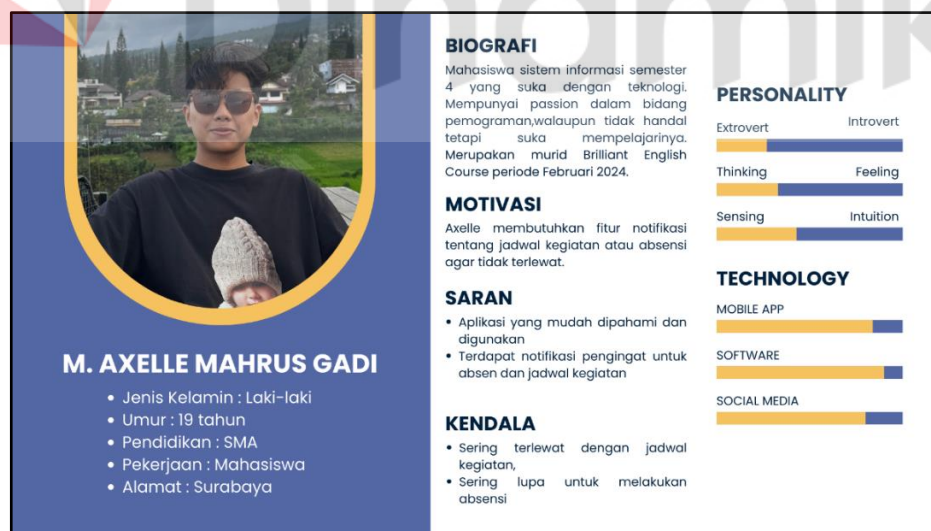 Dinamik
M. AXELLE MAHRUS GADI
• Jenis Kelamin : Laki-laki
• Umur : 19 tahun
• Pendidikan : SMA
• Pekerjaan : Mahasiswa
• Alamat : Surabaya
BIOGRAFI
Mahasiswa sistem informasi semester
4 yang suka dengan teknologi.
Mempunyai passion dalam bidang
pemograman,walaupun tidak handal
tetapi suka mempelajarinya.
Merupakan murid Brilliant English
Course periode Februari 2024.
MOTIVASI
Axelle membutuhkan fitur notifikasi
tentang jadwal kegiatan atau absensi
agar tidak terlewat.
SARAN
• Aplikasi yang mudah dipahami dan
digunakan
• Terdapat notifikasi pengingat untuk
absen dan jadwal kegiatan
KENDALA
• Sering terlewat dengan jadwal
kegiatan,
• Sering lupa untuk melakukan
absensi
PERSONALITY
Extrovert Introvert
Thinking Feeling
Sensing Intuition
TECHNOLOGY
MOBILE APP
SOFTWARE
SOCIAL MEDIA